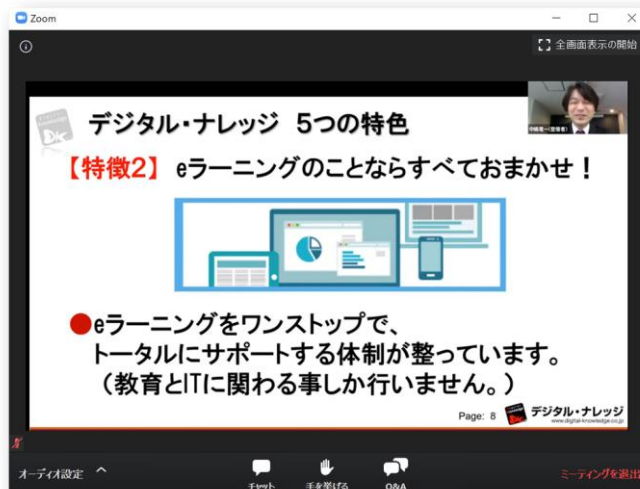 Zoom
全画面表示の開始
デジタル・ナレッジ 5つの特色
【特徴2】 eラーニングのことならすべておまかせ！
●eラーニングをワンストップで、
トータルにサポートする体制が整っています。
（教育とITに関わる事しか行いません。）
Page: 8
デジタル・ナレッジ
www.digital-knowledge.co.jp
オーディオ設定
チャット
手を挙げる
Q&A
ミーティングを退出